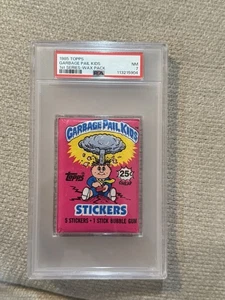 1985 TOPPS
GARBAGE PAIL KIDS
1st SERIES-WAX PACK
NM
7
PSA
GARBAGE PAIL KIDS
25¢
topps
STICKERS
5 STICKERS • 1 STICK BUBBLE GUM